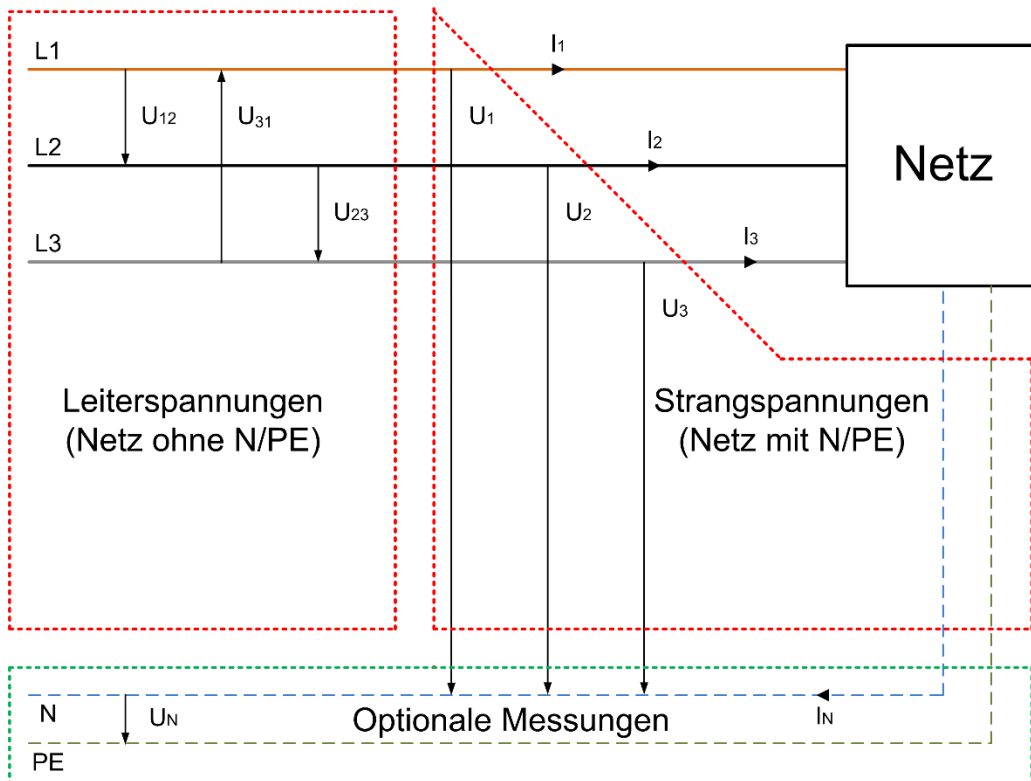 L1
I1
U12
U31
U1
L2
I2
Netz
U23
U2
L3
I3
U3
Leiterspannungen
(Netz ohne N/PE)
Strangspannungen
(Netz mit N/PE)
N
UN
Optionale Messungen
IN
PE